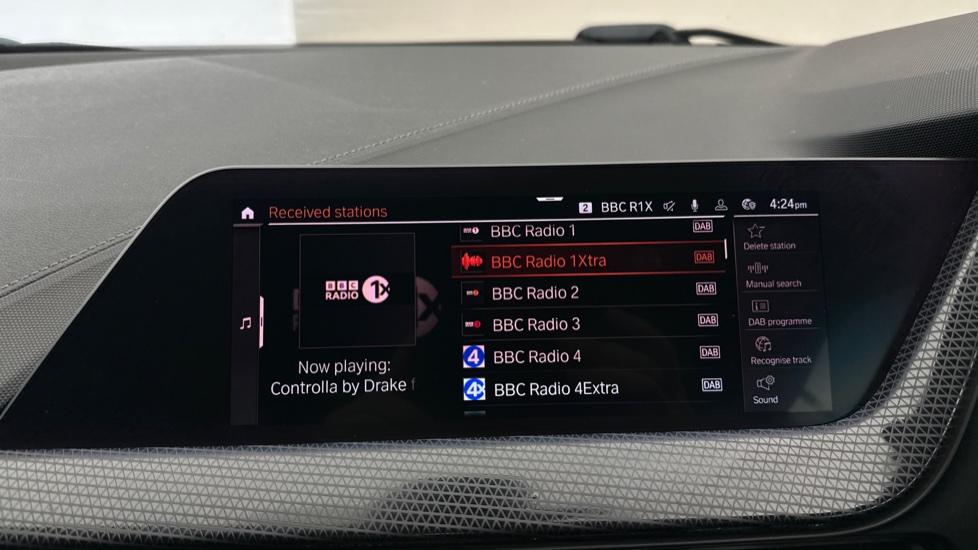 Received stations
2 BBC R1X 4:24pm
BBC
RADIO 1X
Now playing:
Controlla by Drake f
BBC Radio 1 DAB
BBC Radio 1Xtra DAB
BBC Radio 2 DAB
BBC Radio 3 DAB
4 BBC Radio 4 DAB
4X BBC Radio 4Extra DAB
Delete station
Manual search
DAB programme
Recognise track
Sound